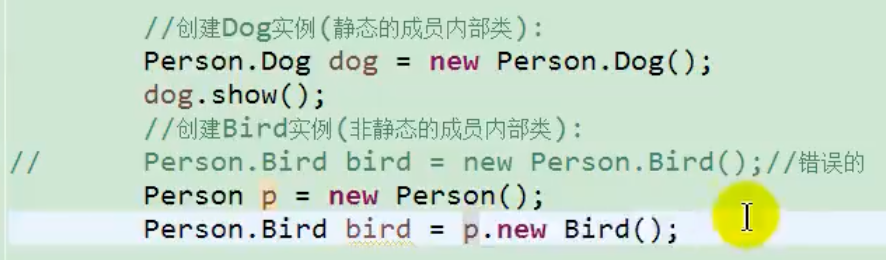 //创建Dog实例(静态的成员内部类):
Person.Dog dog = new Person.Dog();
dog.show();
//创建Bird实例(非静态的成员内部类):
// Person.Bird bird = new Person.Bird();//错误的
Person p = new Person();
Person.Bird bird = p.new Bird();